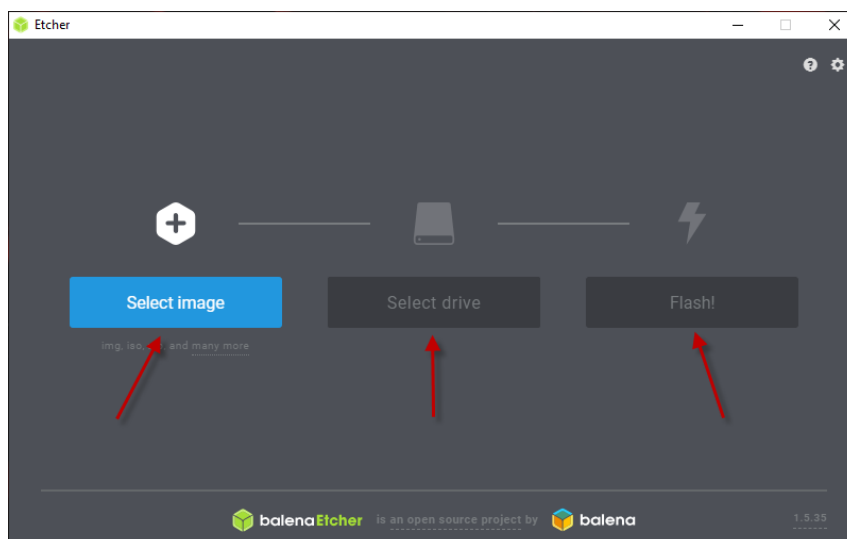 Etcher
Select image
Select drive
Flash!
img, iso, and many more
balenaEtcher is an open source project by balena
1.5.35